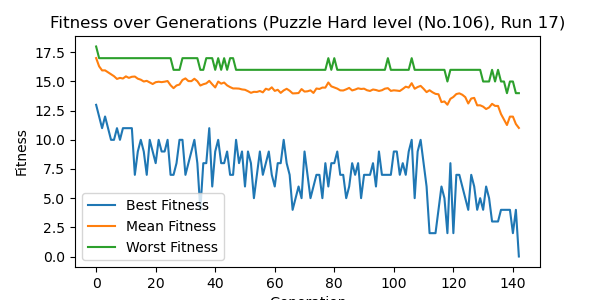 Fitness over Generations (Puzzle Hard level (No.106), Run 17)
Fitness
17.5
15.0
12.5
10.0
7.5
5.0
2.5
0.0
Best Fitness
Mean Fitness
Worst Fitness
0 20 40 60 80 100 120 140
Generation